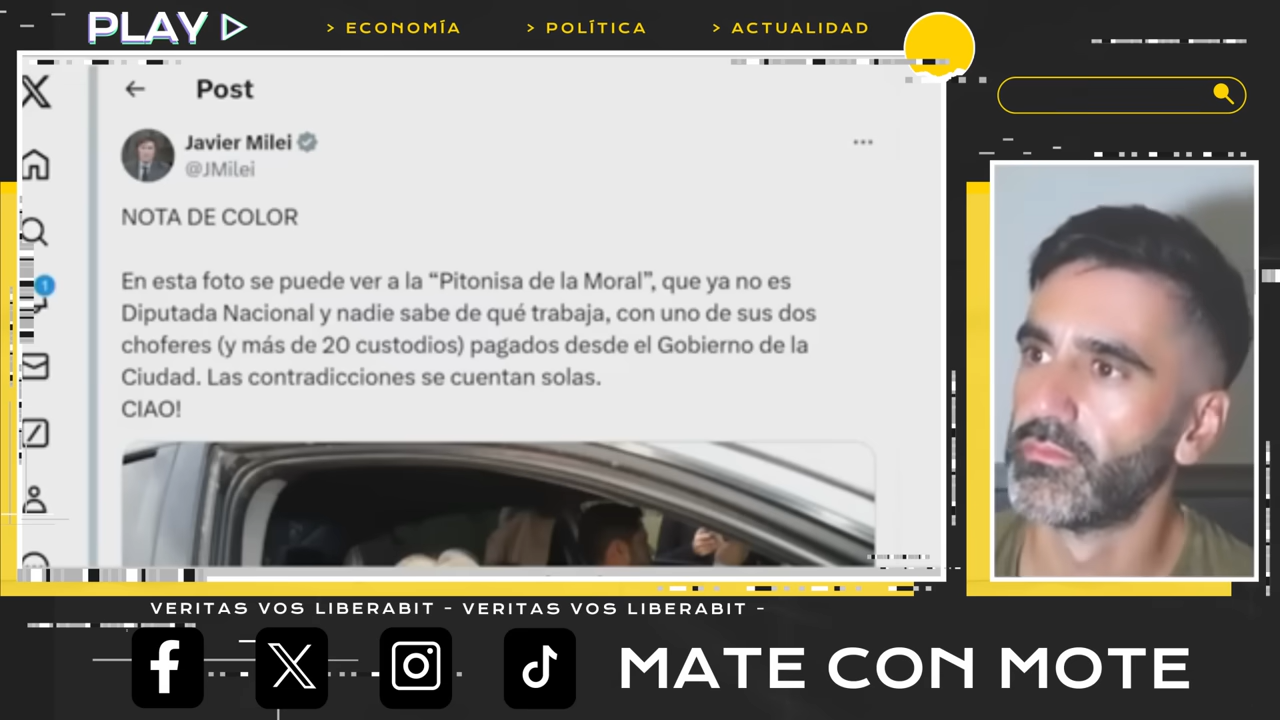 PLAY
> ECONOMÍA
> POLÍTICA
> ACTUALIDAD
Post
Javier Milei
@JMilei
NOTA DE COLOR
En esta foto se puede ver a la “Pitonisa de la Moral”, que ya no es
Diputada Nacional y nadie sabe de qué trabaja, con uno de sus dos
choferes (y más de 20 custodios) pagados desde el Gobierno de la
Ciudad. Las contradicciones se cuentan solas.
CIAO!
1
VERITAS VOS LIBERABIT - VERITAS VOS LIBERABIT -
MATE CON MOTE